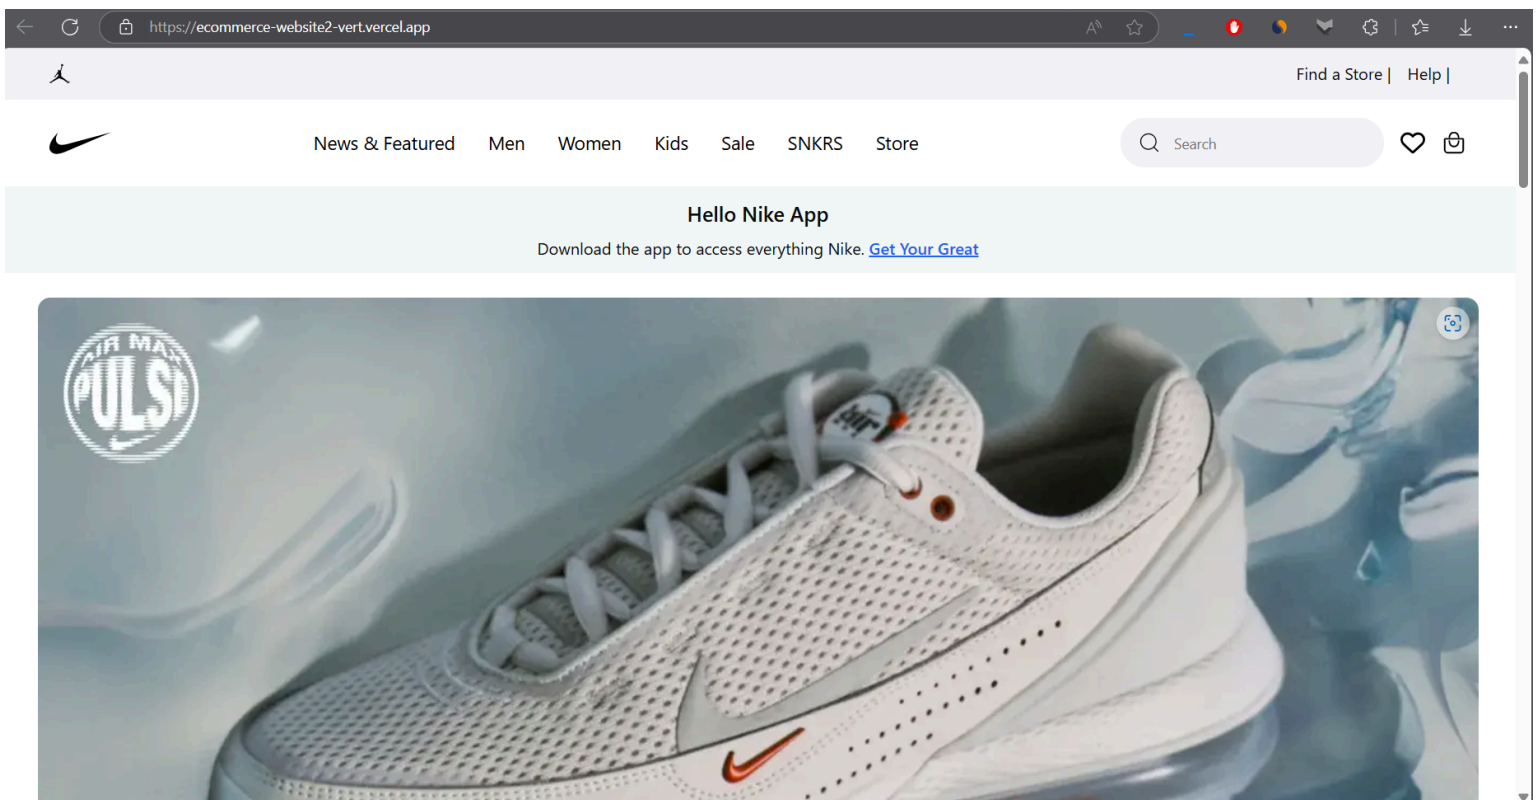 https://ecommerce-website2-vert.vercel.app
Find a Store | Help |
News & Featured Men Women Kids Sale SNKRS Store
Search
Hello Nike App
Download the app to access everything Nike. Get Your Great
AIR MAX
PULSE
AIR